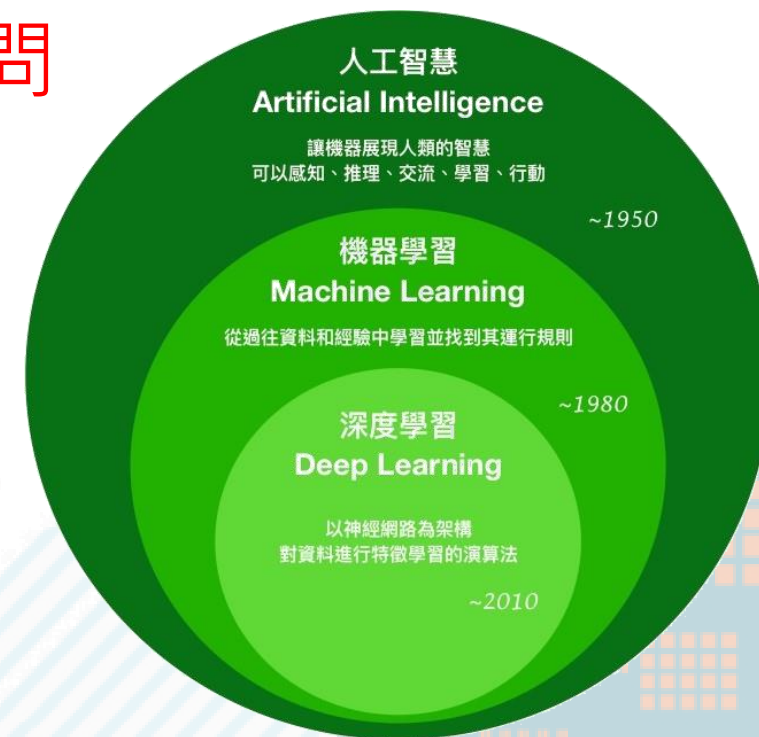 問
人工智慧
Artificial Intelligence
讓機器展現人類的智慧
可以感知、推理、交流、學習、行動
~1950
機器學習
Machine Learning
從過往資料和經驗中學習並找到其運行規則
~1980
深度學習
Deep Learning
以神經網路為架構
對資料進行特徵學習的演算法
~2010